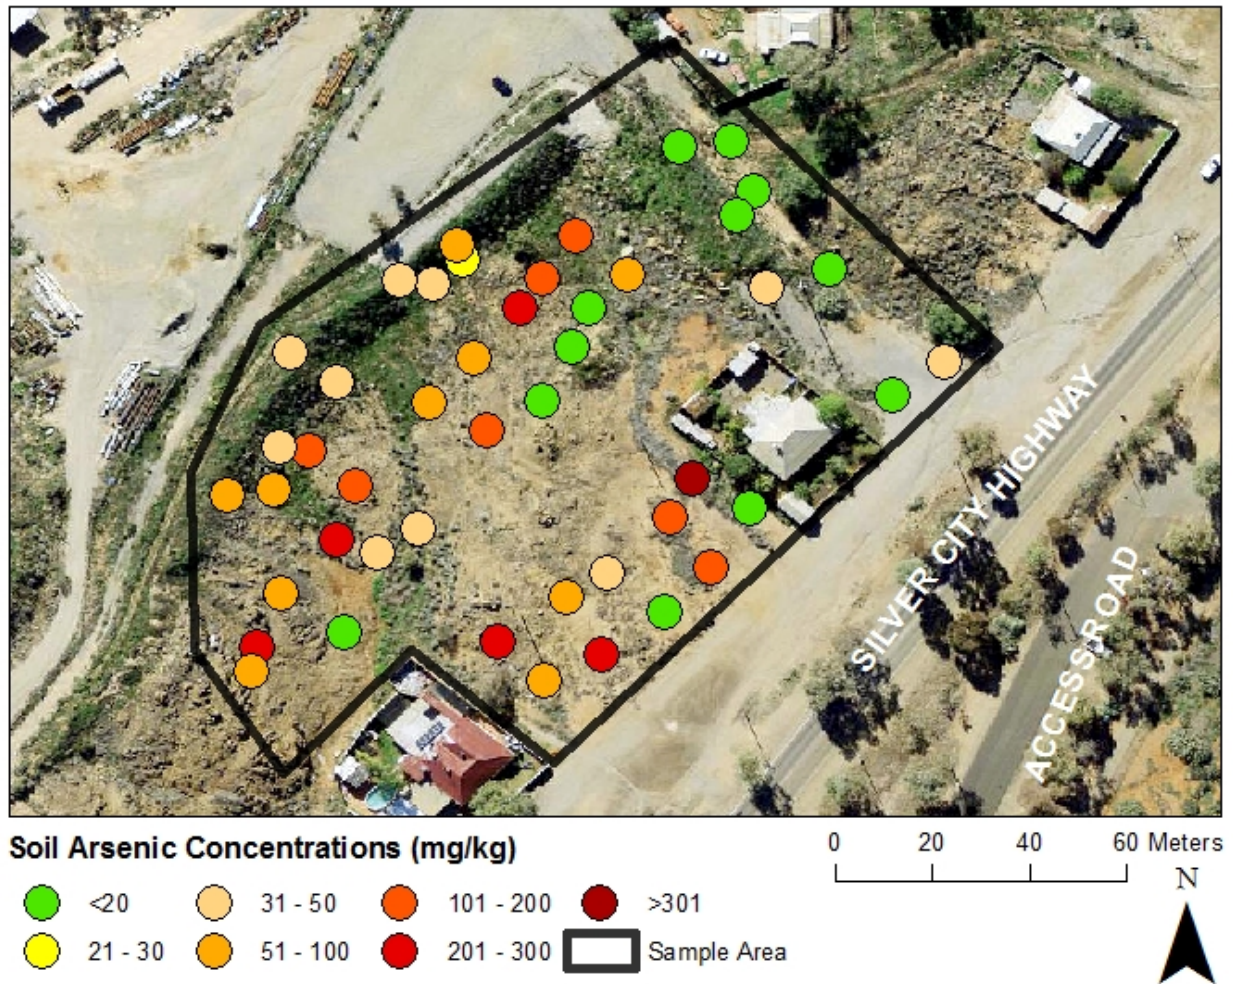 SILVER CITY HIGHWAY
ACCESS ROAD
Soil Arsenic Concentrations (mg/kg)
0 20 40 60 Meters
<20 31 - 50 101 - 200 >301
21 - 30 51 - 100 201 - 300 Sample Area
N